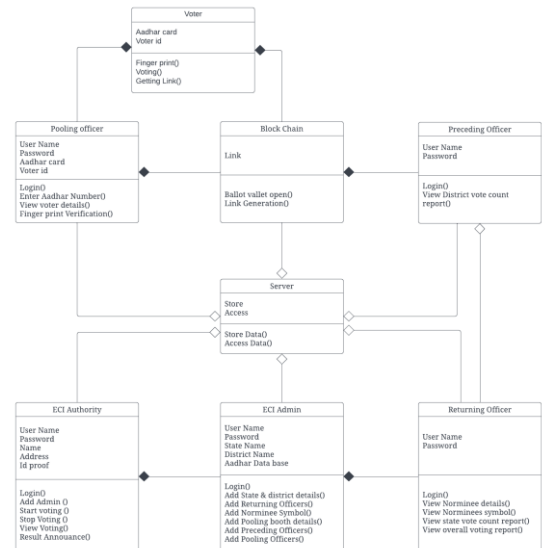 Voter
Aadhar card
Voter id
Finger print()
Voting()
Getting Link()
Pooling officer
User Name
Password
Aadhar card
Voter id
Login()
Enter Aadhar Number()
View voter details()
Finger print Verification()
Block Chain
Link
Ballot vallet open()
Link Generation()
Preceding Officer
User Name
Password
Login()
View District vote count
report()
Server
Store
Access
Store Data()
Access Data()
ECI Authority
User Name
Password
Name
Address
Id proof
Login()
Add Admin ()
Start voting ()
Stop Voting ()
View Voting()
Result Annouance()
ECI Admin
User Name
Password
State Name
District Name
Aadhar Data base
Login()
Add State & district details()
Add Returning Officers()
Add Norminee Symbol()
Add Pooling booth details()
Add Preceding Officers()
Add Pooling Officers()
Returning Officer
User Name
Password
Login()
View Norminee details()
View Norminees symbol()
View state vote count report()
View overall voting report()